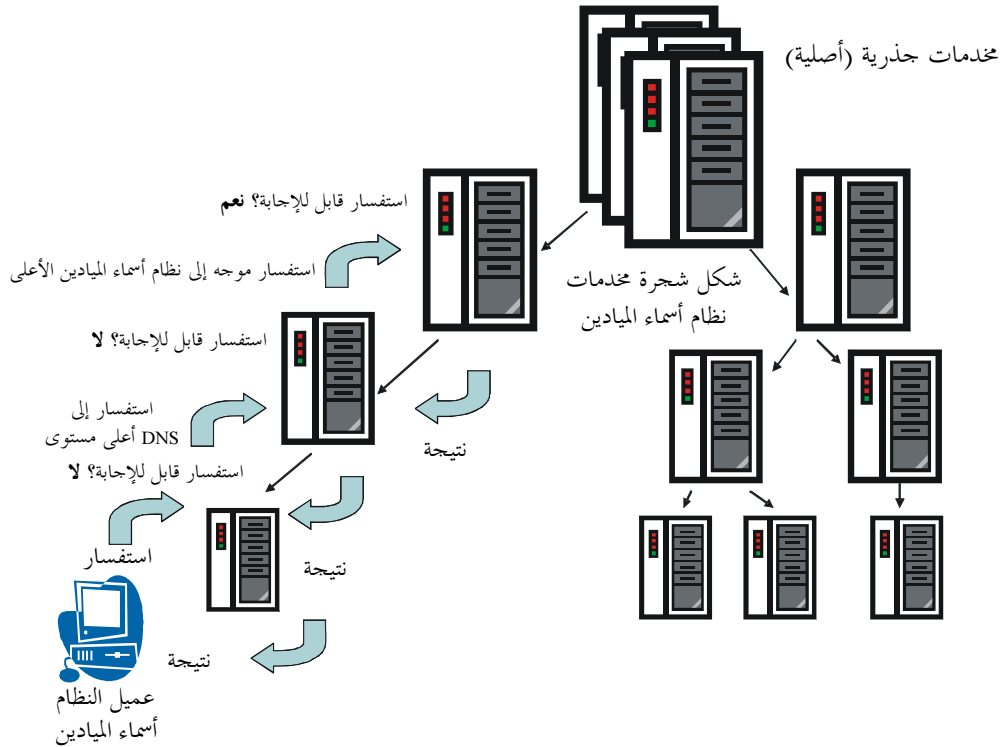 مخدمات جذرية (أصلية)
استفسار قابل للإجابة؟ نعم
استفسار موجه إلى نظام أسماء الميادين الأعلى
شكل شجرة مخدمات
نظام أسماء الميادين
استفسار قابل للإجابة؟ لا
استفسار إلى
DNS أعلى مستوى
نتيجة
استفسار قابل للإجابة؟ لا
استفسار
نتيجة
نتيجة
عميل النظام
أسماء الميادين